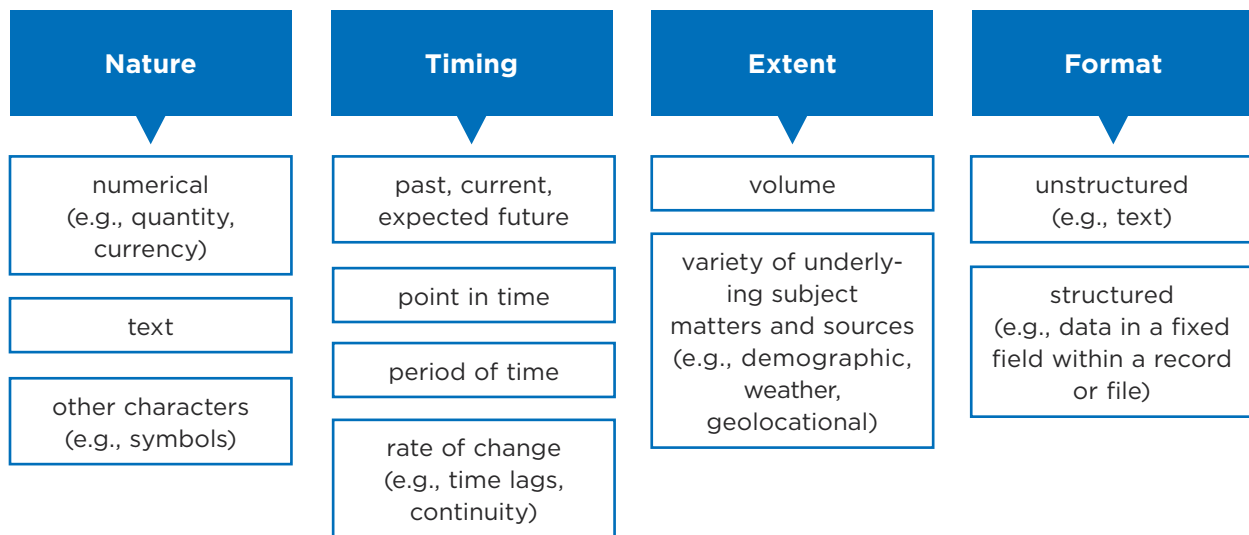 Nature
numerical
(e.g., quantity,
currency)
text
other characters
(e.g., symbols)
Timing
past, current,
expected future
point in time
period of time
rate of change
(e.g., time lags,
continuity)
Extent
volume
variety of underly-
ing subject
matters and sources
(e.g., demographic,
weather,
geolocational)
Format
unstructured
(e.g., text)
structured
(e.g., data in a fixed
field within a record
or file)